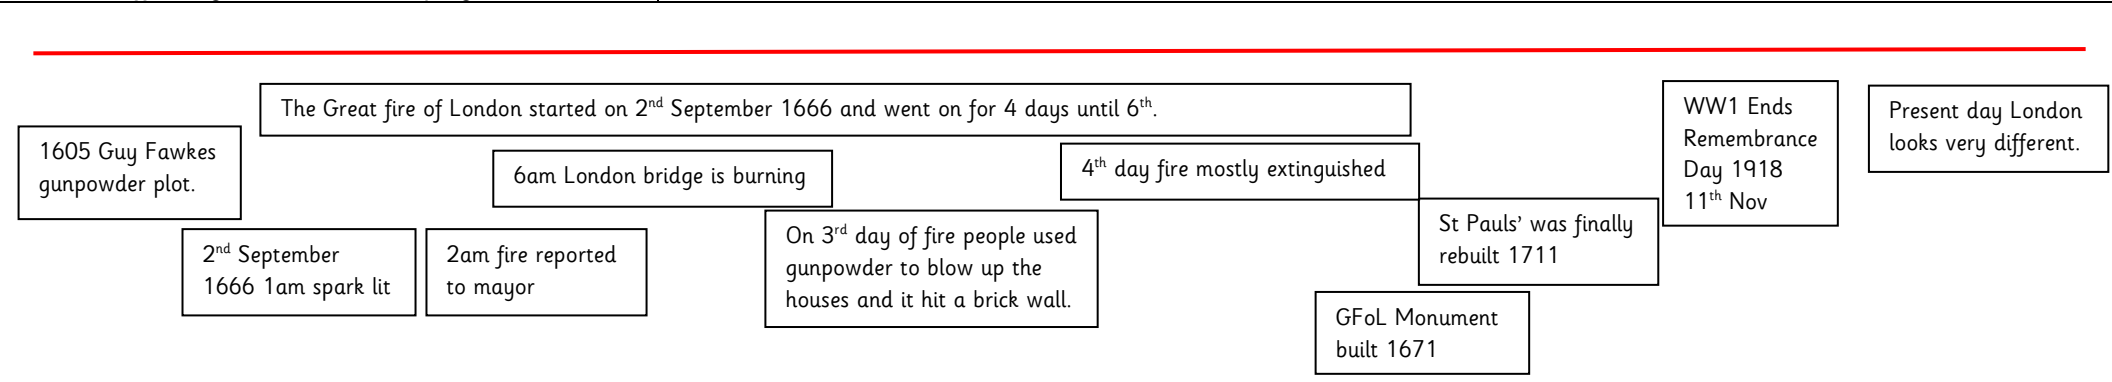 The Great fire of London started on 2nd September 1666 and went on for 4 days until 6th.
1605 Guy Fawkes
gunpowder plot.
2nd September
1666 1am spark lit
2am fire reported
to mayor
6am London bridge is burning
On 3rd day of fire people used
gunpowder to blow up the
houses and it hit a brick wall.
4th day fire mostly extinguished
GFoL Monument
built 1671
St Pauls’ was finally
rebuilt 1711
WW1 Ends
Remembrance
Day 1918
11th Nov
Present day London
looks very different.